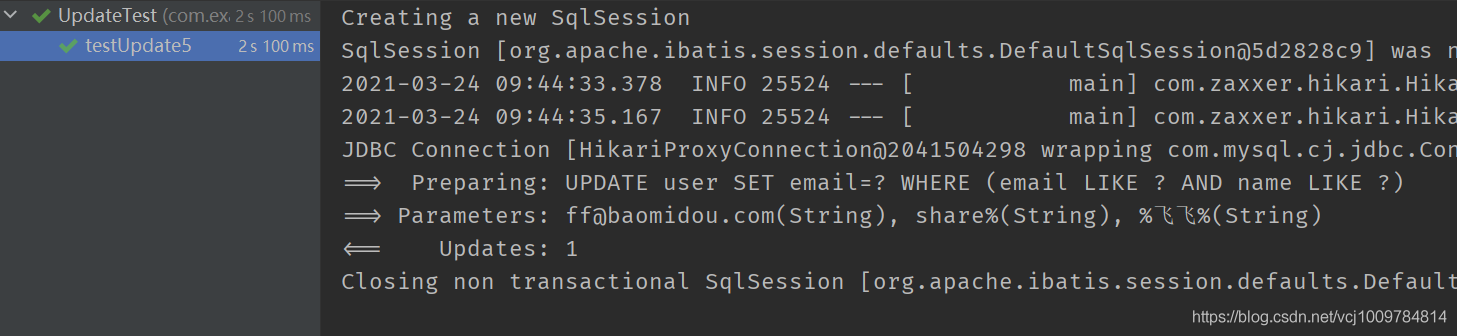 UpdateTest (com.ex 2 s 100 ms
testUpdate5 2 s 100 ms
Creating a new SqlSession
SqlSession [org.apache.ibatis.session.defaults.DefaultSqlSession@5d2828c9] was n
2021-03-24 09:44:33.378  INFO 25524 --- [           main] com.zaxxer.hikari.Hika
2021-03-24 09:44:35.167  INFO 25524 --- [           main] com.zaxxer.hikari.Hika
JDBC Connection [HikariProxyConnection@2041504298 wrapping com.mysql.cj.jdbc.Con
==>  Preparing: UPDATE user SET email=? WHERE (email LIKE ? AND name LIKE ?)
==> Parameters: ff@baomidou.com(String), share%(String), %飞飞%(String)
<==    Updates: 1
Closing non transactional SqlSession [org.apache.ibatis.session.defaults.Default
https://blog.csdn.net/vcj1009784814